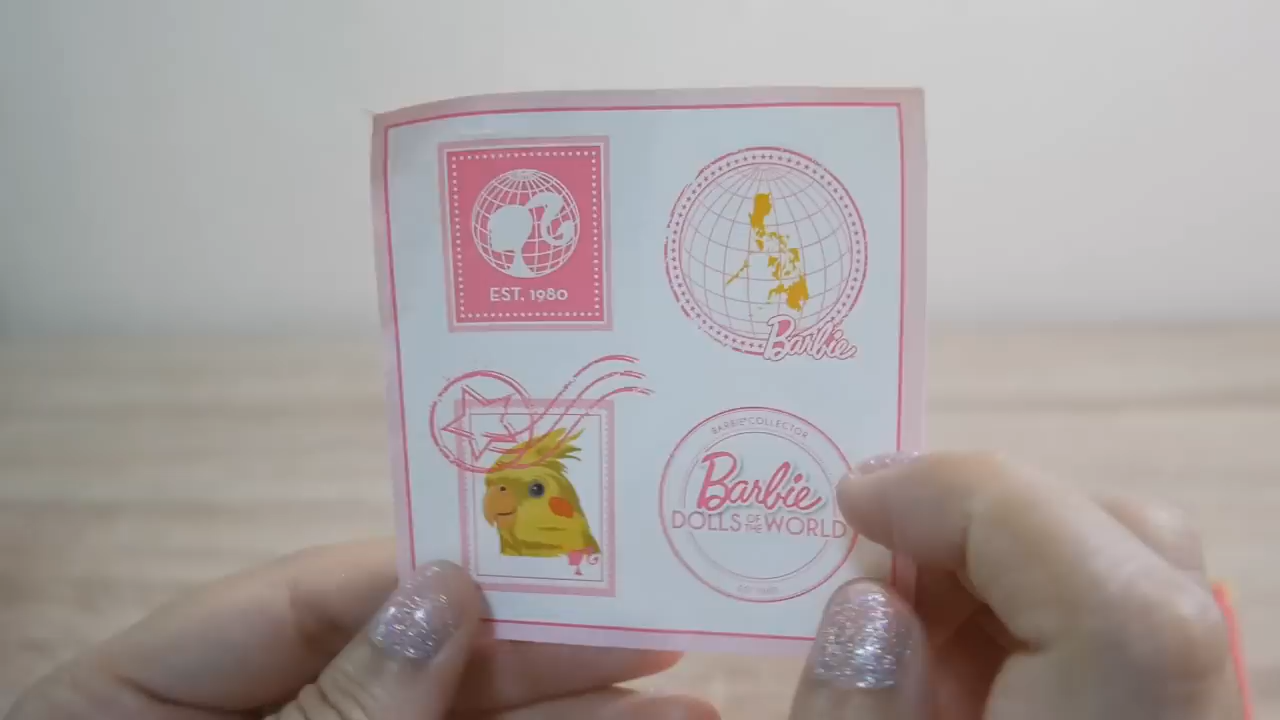 EST. 1980
Barbie
BARBIE® COLLECTOR
Barbie
DOLLS OF THE WORLD